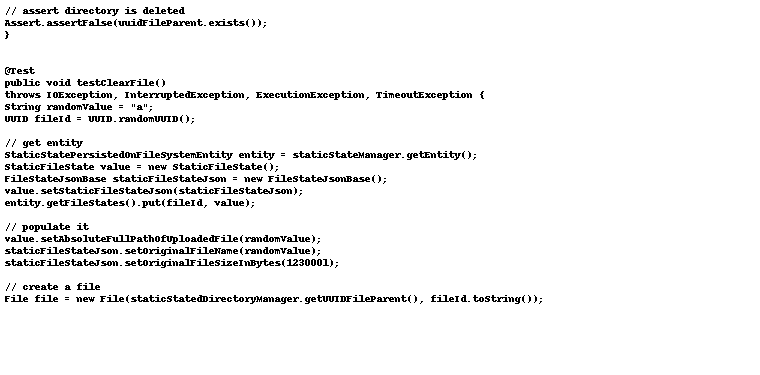 // assert directory is deleted
Assert.assertFalse(uuidFileParent.exists());
}
@Test
public void testClearFile()
throws IOException, InterruptedException, ExecutionException, TimeoutException {
String randomValue = "a";
UUID fileId = UUID.randomUUID();
// get entity
StaticStatePersistedOnFileSystemEntity entity = staticStateManager.getEntity();
StaticFileState value = new StaticFileState();
FileStateJsonBase staticFileStateJson = new FileStateJsonBase();
value.setStaticFileStateJson(staticFileStateJson);
entity.getFileStates().put(fileId, value);
// populate it
value.setAbsoluteFullPathOfUploadedFile(randomValue);
staticFileStateJson.setOriginalFileName(randomValue);
staticFileStateJson.setOriginalFileSizeInBytes(123000l);
// create a file
File file = new File(staticStatedDirectoryManager.getUUIDFileParent(), fileId.toString());